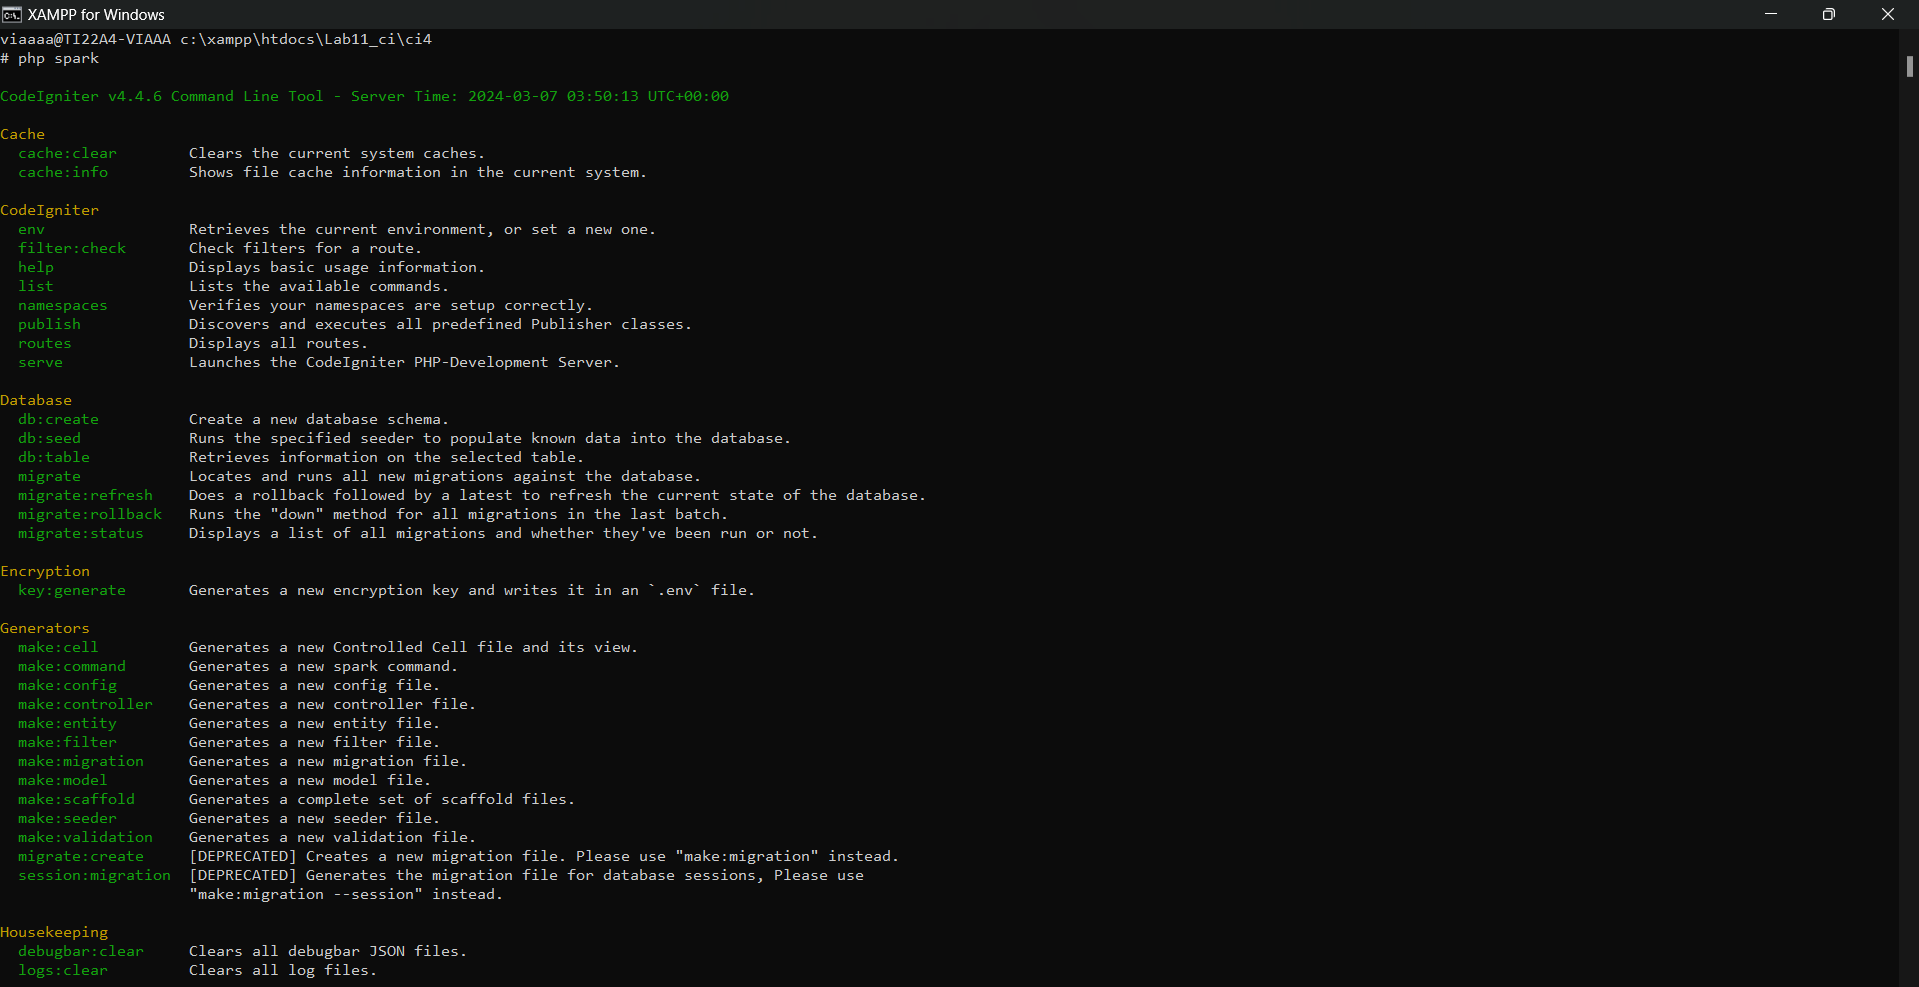 XAMPP for Windows
viaaaa@TI22A4-VIAAA c:\xampp\htdocs\Lab11_ci\ci4
# php spark
CodeIgniter v4.4.6 Command Line Tool - Server Time: 2024-03-07 03:50:13 UTC+00:00
Cache
cache:clear Clears the current system caches.
cache:info Shows file cache information in the current system.
CodeIgniter
env Retrieves the current environment, or set a new one.
filter:check Check filters for a route.
help Displays basic usage information.
list Lists the available commands.
namespaces Verifies your namespaces are setup correctly.
publish Discovers and executes all predefined Publisher classes.
routes Displays all routes.
serve Launches the CodeIgniter PHP-Development Server.
Database
db:create Create a new database schema.
db:seed Runs the specified seeder to populate known data into the database.
db:table Retrieves information on the selected table.
migrate Locates and runs all new migrations against the database.
migrate:refresh Does a rollback followed by a latest to refresh the current state of the database.
migrate:rollback Runs the "down" method for all migrations in the last batch.
migrate:status Displays a list of all migrations and whether they've been run or not.
Encryption
key:generate Generates a new encryption key and writes it in an `.env` file.
Generators
make:cell Generates a new Controlled Cell file and its view.
make:command Generates a new spark command.
make:config Generates a new config file.
make:controller Generates a new controller file.
make:entity Generates a new entity file.
make:filter Generates a new filter file.
make:migration Generates a new migration file.
make:model Generates a new model file.
make:scaffold Generates a complete set of scaffold files.
make:seeder Generates a new seeder file.
make:validation Generates a new validation file.
migrate:create [DEPRECATED] Creates a new migration file. Please use "make:migration" instead.
session:migration [DEPRECATED] Generates the migration file for database sessions, Please use
"make:migration --session" instead.
Housekeeping
debugbar:clear Clears all debugbar JSON files.
logs:clear Clears all log files.